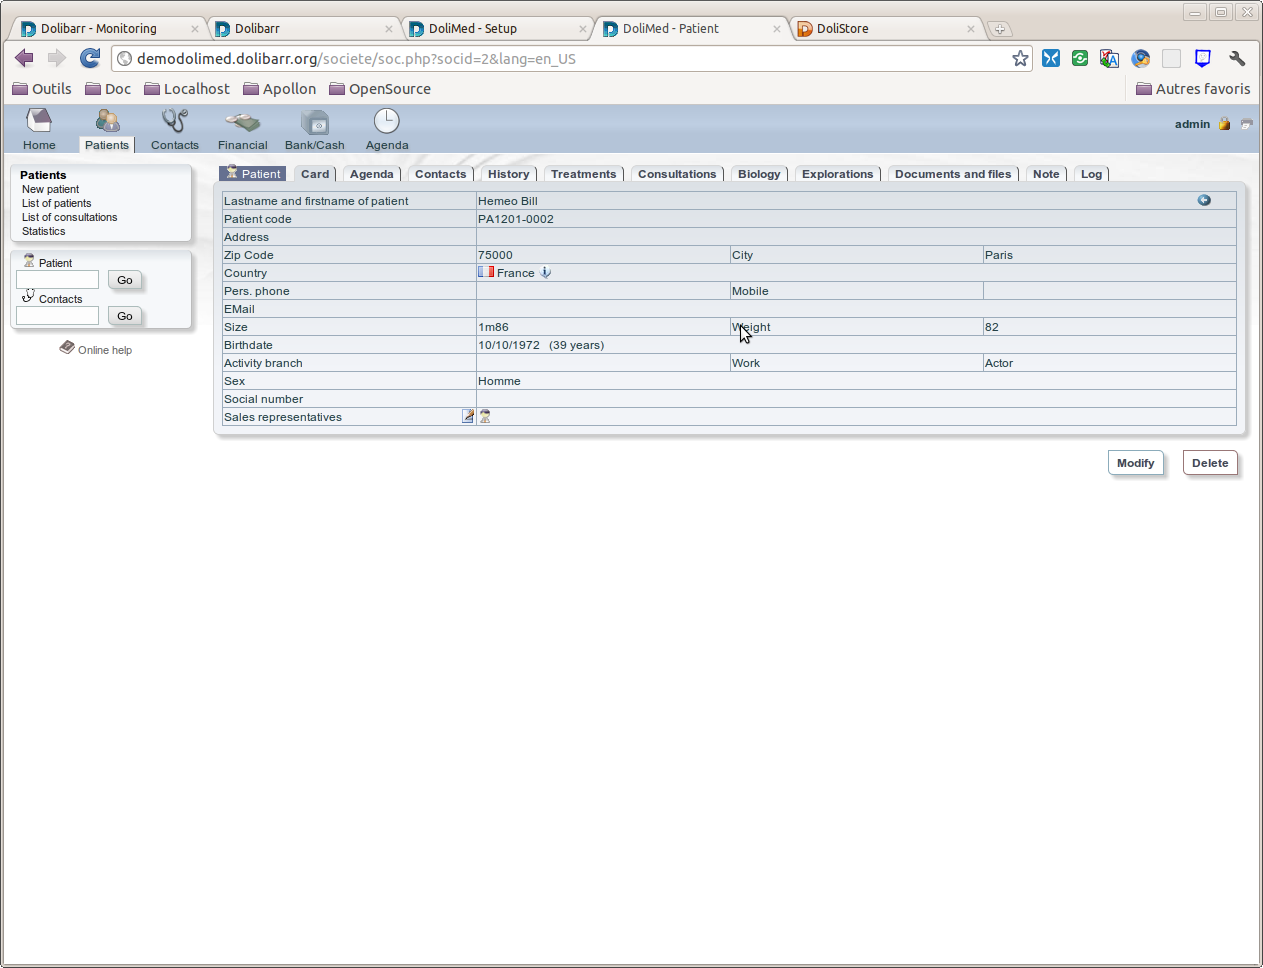 Dolibarr - Monitoring
Dolibarr
DoliMed - Setup
DoliMed - Patient
DoliStore
demodolimed.dolibarr.org/societe/soc.php?socid=2&lang=en_US
Outils
Doc
Localhost
Apollon
OpenSource
Autres favoris
Home
Patients
Contacts
Financial
Bank/Cash
Agenda
admin
Patients
New patient
List of patients
List of consultations
Statistics
Patient
Go
Contacts
Go
Online help
Patient
Card
Agenda
Contacts
History
Treatments
Consultations
Biology
Explorations
Documents and files
Note
Log
Lastname and firstname of patient Hemeo Bill
Patient code PA1201-0002
Address
Zip Code 75000 City Paris
Country France
Pers. phone Mobile
EMail
Size 1m86 Weight 82
Birthdate 10/10/1972 (39 years)
Activity branch Work Actor
Sex Homme
Social number
Sales representatives
Modify
Delete